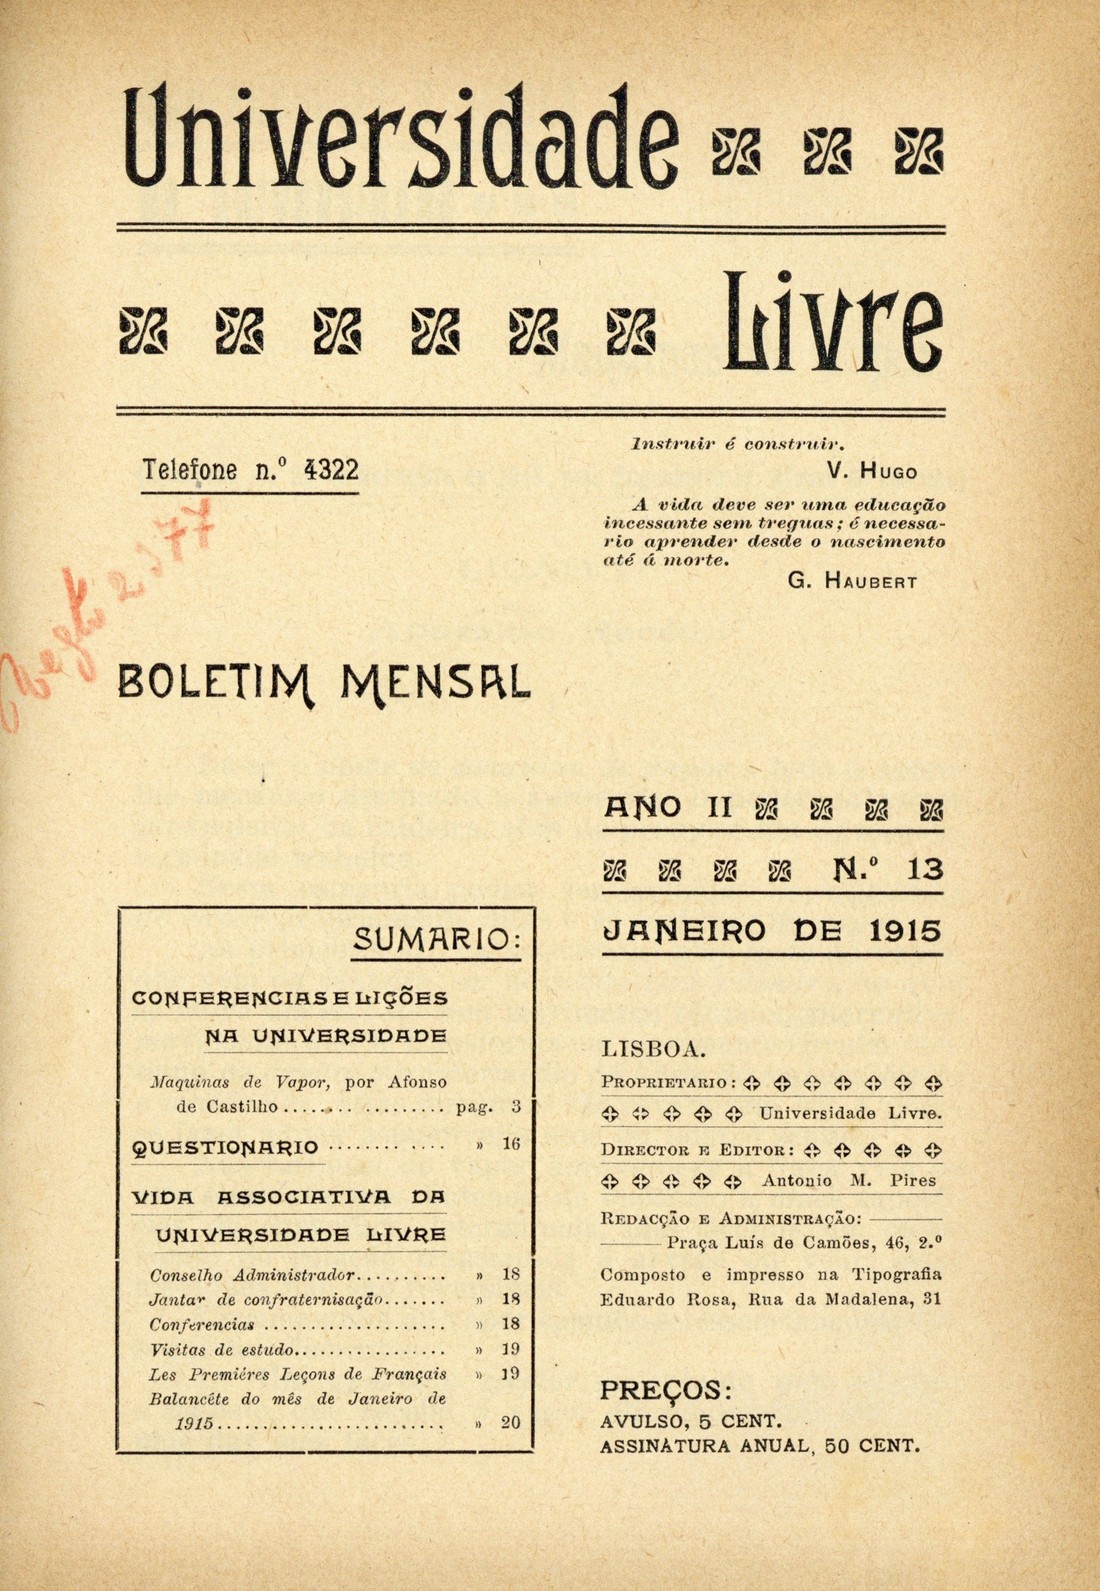 Universidade
Livre
Telefone n.º 4322
Instruir é construir.
V. HUGO
A vida deve ser uma educação
incessante sem treguas; é necessa-
rio aprender desde o nascimento
até á morte.
G. HAUBERT
BOLETIM MENSAL
ANO II
N.º 13
JANEIRO DE 1915
SUMARIO:
CONFERENCIAS E LIÇÕES
NA UNIVERSIDADE
Maquinas de Vapor, por Afonso
de Castilho................. pag. 3
QUESTIONARIO ............ » 16
VIDA ASSOCIATIVA DA
UNIVERSIDADE LIVRE
Conselho Administrador.......... » 18
Jantar de confraternisação....... » 18
Conferencias .................... » 18
Visitas de estudo................. » 19
Les Premiéres Leçons de Français » 19
Balancête do mês de Janeiro de
1915......................... » 20
LISBOA.
PROPRIETARIO:
Universidade Livre.
DIRECTOR E EDITOR:
Antonio M. Pires
REDACÇÃO E ADMINISTRAÇÃO:
Praça Luís de Camões, 46, 2.º
Composto e impresso na Tipografia
Eduardo Rosa, Rua da Madalena, 31
PREÇOS:
AVULSO, 5 CENT.
ASSINATURA ANUAL, 50 CENT.